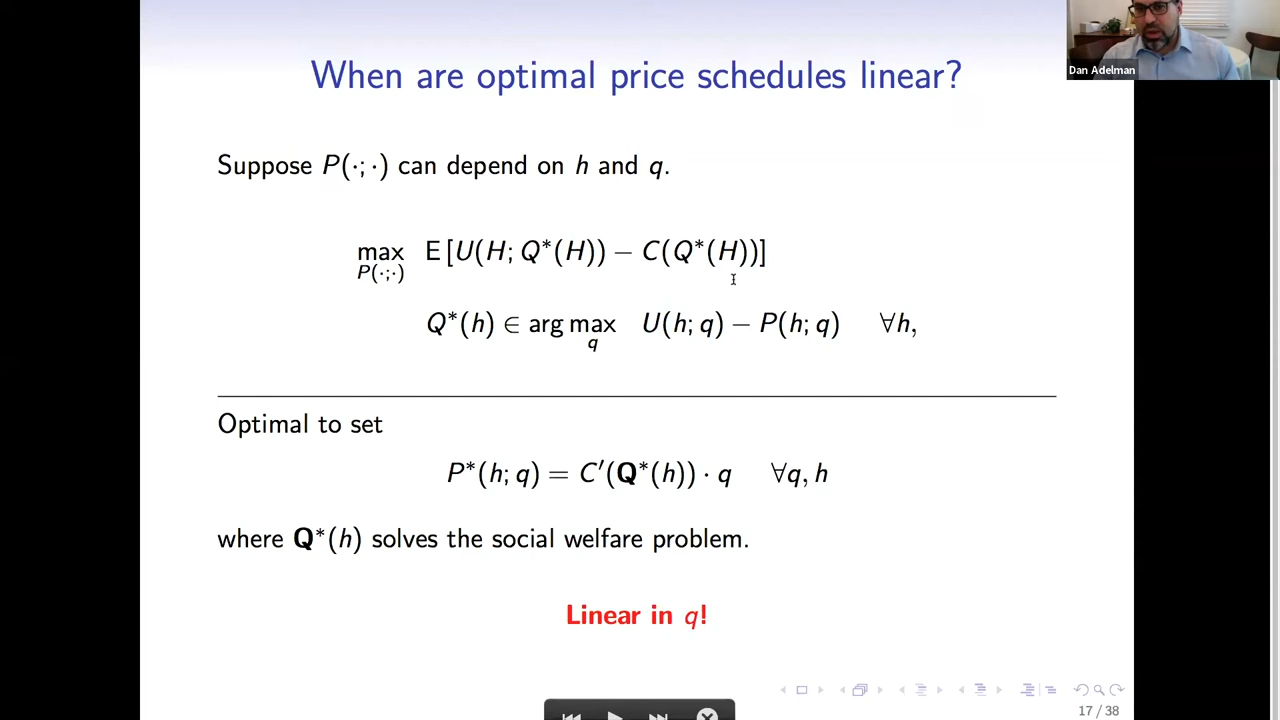 Dan Adelman
When are optimal price schedules linear?
Suppose P(·; ·) can depend on h and q.
max E [U(H; Q*(H)) − C(Q*(H))]
P(·;·)
Q*(h) ∈ arg max U(h; q) − P(h; q) ∀h,
q
Optimal to set
P*(h; q) = C′(Q*(h)) · q ∀q, h
where Q*(h) solves the social welfare problem.
Linear in q!
17 / 38